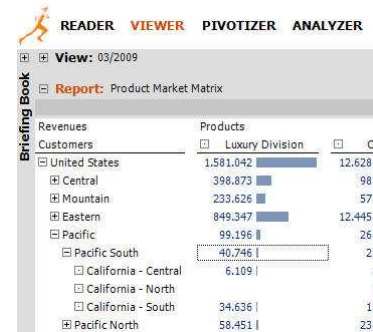 READER VIEWER PIVOTIZER ANALYZER
View: 03/2009
Briefing Book
Report: Product Market Matrix
Revenues Products
Customers Luxury Division
United States 1.581.042 12.628
Central 398.873 98
Mountain 233.626 57
Eastern 849.347 12.445
Pacific 99.196 26
Pacific South 40.746 2
California - Central 6.109
California - North
California - South 34.636 1
Pacific North 58.451 23